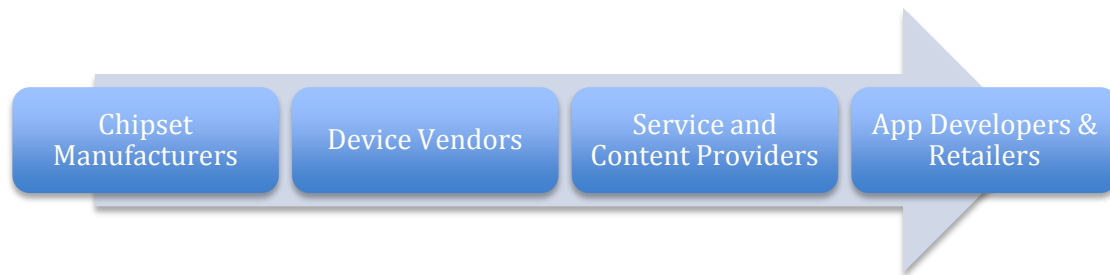 Chipset
Manufacturers
Device Vendors
Service and
Content Providers
App Developers &
Retailers